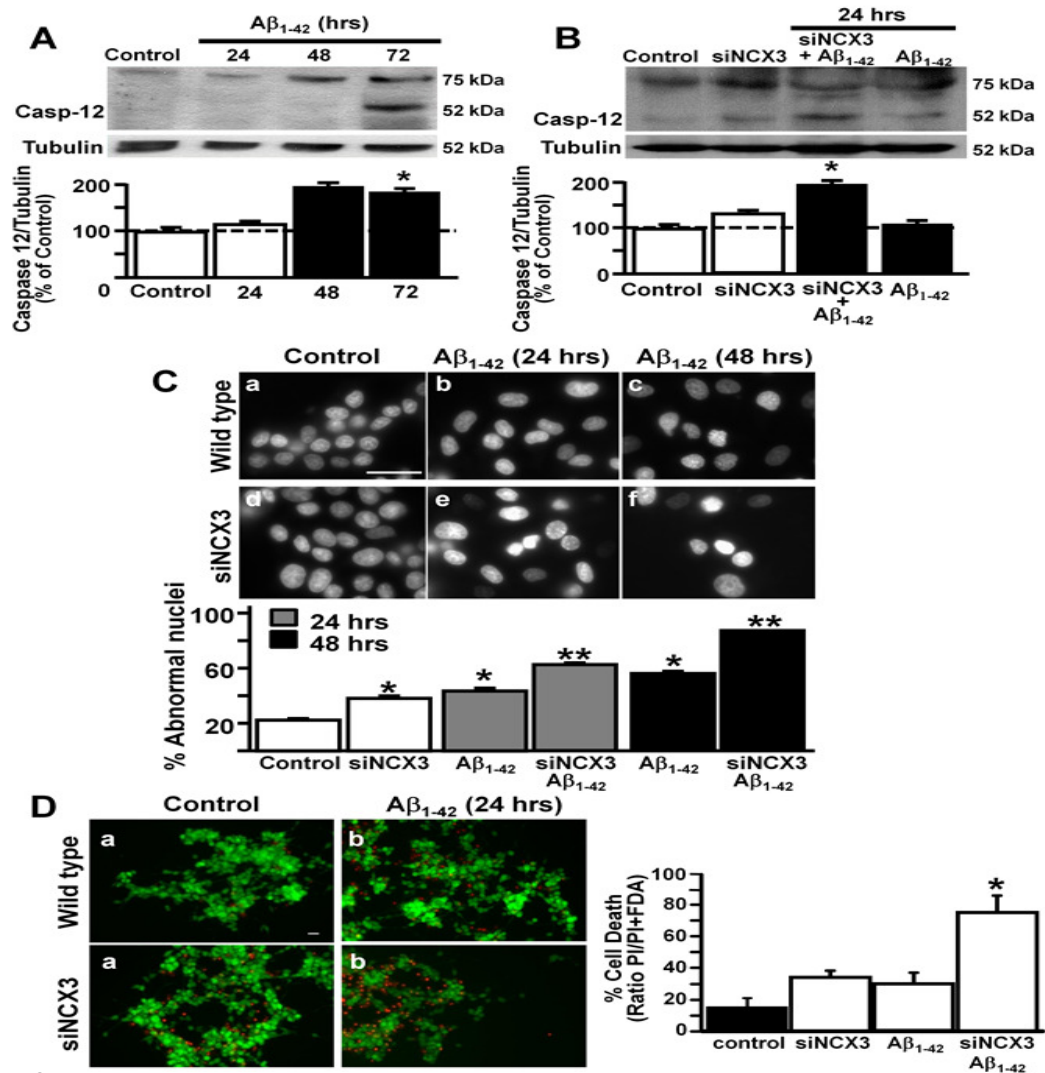 A
Aβ1-42 (hrs)
Control 24 48 72
75 kDa
Casp-12 52 kDa
Tubulin 52 kDa
Caspase 12/Tubulin
(% of Control)
200
100
0
*
Control 24 48 72
B
24 hrs
Control siNCX3 siNCX3 + Aβ1-42 Aβ1-42
75 kDa
Casp-12 52 kDa
Tubulin 52 kDa
Caspase 12/Tubulin
(% of Control)
200
100
0
*
Control siNCX3 siNCX3 + Aβ1-42 Aβ1-42
C
Control Aβ1-42 (24 hrs) Aβ1-42 (48 hrs)
Wild type
a b c
siNCX3
d e f
% Abnormal nuclei
100
60
20
24 hrs
48 hrs
* * ** * **
Control siNCX3 Aβ1-42 siNCX3 Aβ1-42 Aβ1-42 siNCX3 Aβ1-42
D
Control Aβ1-42 (24 hrs)
Wild type
a b
siNCX3
a b
% Cell Death
(Ratio PI/PI+FDA)
100
80
60
40
20
0
*
control siNCX3 Aβ1-42 siNCX3
Aβ1-42